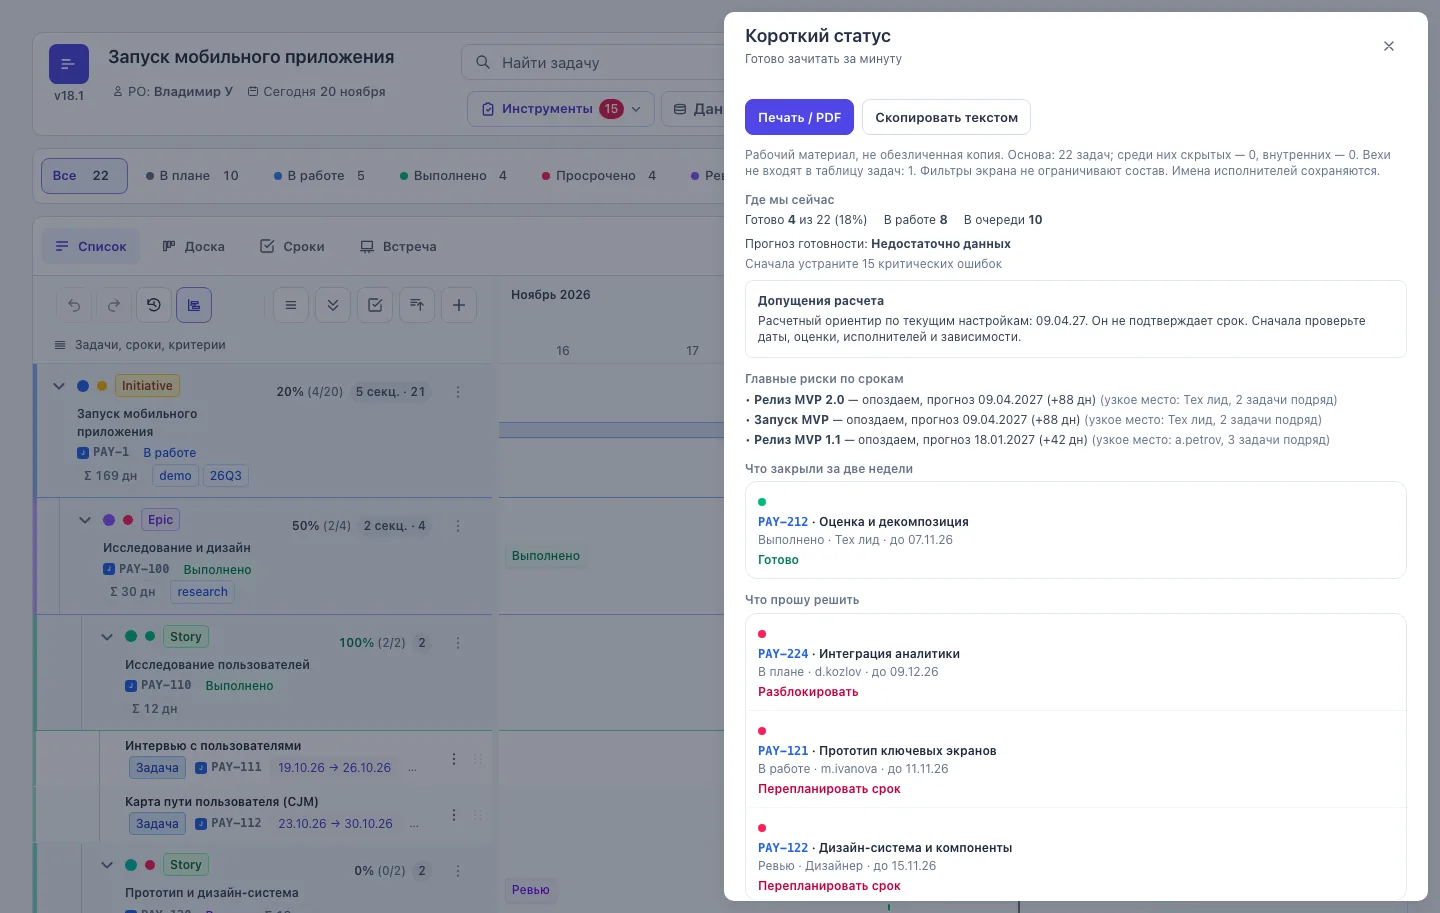 Запуск мобильного приложения
v18.1
PO: Владимир У
Сегодня 20 ноября
Найти задачу
Инструменты 15
Все 22
В плане 10
В работе 5
Выполнено 4
Просрочено 4
Список
Доска
Сроки
Встреча
Ноябрь 2026
16
17
Задачи, сроки, критерии
Initiative
20% (4/20)
5 секц. · 21
Запуск мобильного
приложения
PAY-1 В работе
Σ 169 дн demo 26Q3
Epic
50% (2/4)
2 секц. · 4
Исследование и дизайн
PAY-100 Выполнено
Σ 30 дн research
Выполнено
Story
100% (2/2) 2
Исследование пользователей
PAY-110 Выполнено
Σ 12 дн
Интервью с пользователями
Задача PAY-111 19.10.26 → 26.10.26 ...
Карта пути пользователя (CJM)
Задача PAY-112 23.10.26 → 30.10.26 ...
Story
0% (0/2) 2
Прототип и дизайн-система
Ревью
Короткий статус
Готово зачитить за минуту
Печать / PDF
Скопировать текстом
Рабочий материал, не обезличенная копия. Основа: 22 задач; среди них скрытых — 0, внутренних — 0. Вехи
не входят в таблицу задач: 1. Фильтры экрана не ограничивают состав. Имена исполнителей сохраняются.
Где мы сейчас
Готово 4 из 22 (18%) В работе 8 В очереди 10
Прогноз готовности: Недостаточно данных
Сначала устраните 15 критических ошибок
Допущения расчета
Расчетный ориентир по текущим настройкам: 09.04.27. Он не подтверждает срок. Сначала проверьте
даты, оценки, исполнителей и зависимости.
Главные риски по срокам
• Релиз MVP 2.0 — опоздаем, прогноз 09.04.2027 (+88 дн) (узкое место: Тех лид, 2 задачи подряд)
• Запуск MVP — опоздаем, прогноз 09.04.2027 (+88 дн) (узкое место: Тех лид, 2 задачи подряд)
• Релиз MVP 1.1 — опоздаем, прогноз 18.01.2027 (+42 дн) (узкое место: a.petrov, 3 задачи подряд)
Что закрыли за две недели
PAY-212 · Оценка и декомпозиция
Выполнено · Тех лид · до 07.11.26
Готово
Что прошу решить
PAY-224 · Интеграция аналитики
В плане · d.kozlov · до 09.12.26
Разблокировать
PAY-121 · Прототип ключевых экранов
В работе · m.ivanova · до 11.11.26
Перепланировать срок
PAY-122 · Дизайн-система и компоненты
Ревью · Дизайнер · до 15.11.26
Перепланировать срок